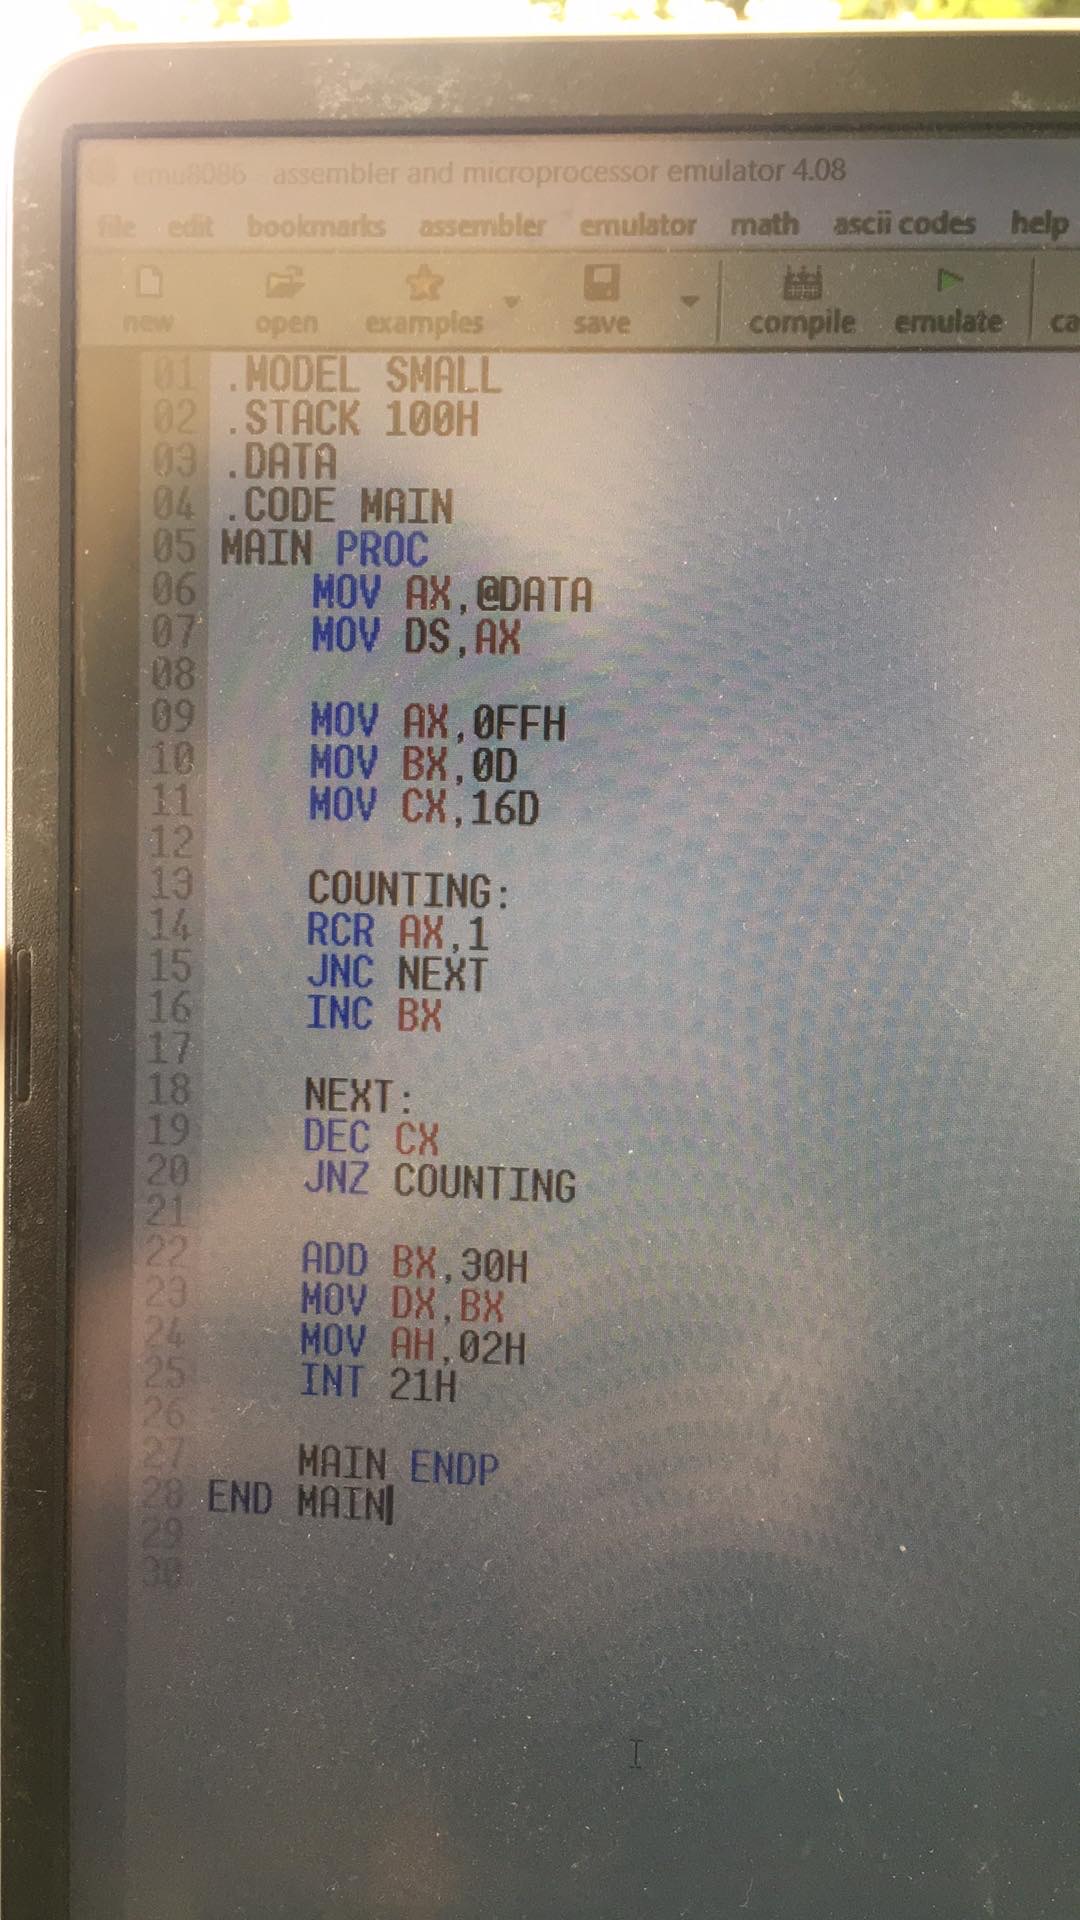 emu8086 assembler and microprocessor emulator 4.08
file edit bookmarks assembler emulator math ascii codes help
new open examples save compile emulate
01 .MODEL SMALL
02 .STACK 100H
03 .DATA
04 .CODE MAIN
05 MAIN PROC
06 MOV AX,@DATA
07 MOV DS,AX
08
09 MOV AX,0FFH
10 MOV BX,0D
11 MOV CX,16D
12
13 COUNTING:
14 RCR AX,1
15 JNC NEXT
16 INC BX
17
18 NEXT:
19 DEC CX
20 JNZ COUNTING
21
22 ADD BX,30H
23 MOV DX,BX
24 MOV AH,02H
25 INT 21H
26
27 MAIN ENDP
28 END MAIN
29
30